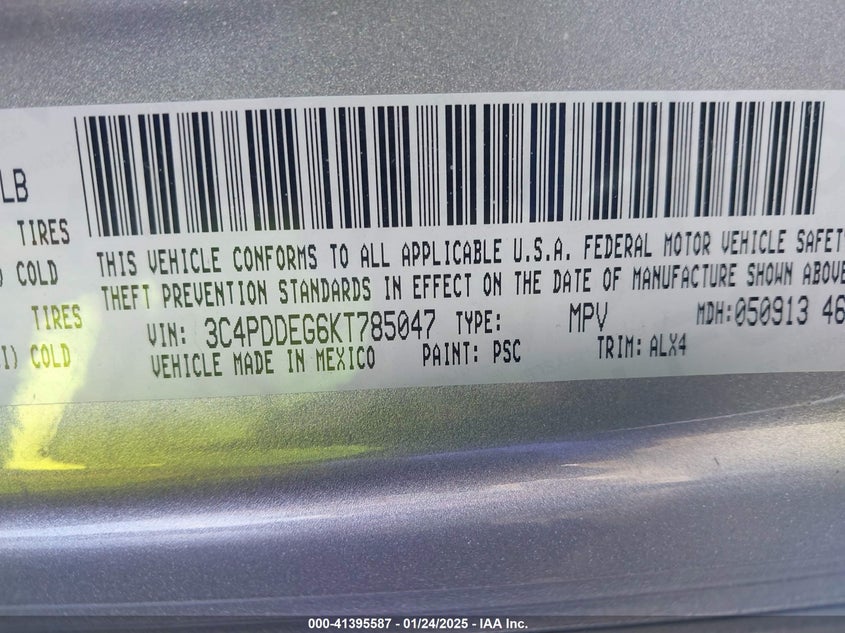 LB
TIRES
) COLD
TIRES
I) COLD
THIS VEHICLE CONFORMS TO ALL APPLICABLE U.S.A. FEDERAL MOTOR VEHICLE SAFETY
THEFT PREVENTION STANDARDS IN EFFECT ON THE DATE OF MANUFACTURE SHOWN ABOVE
VIN: 3C4PDDEG6KT785047 TYPE: MPV MDH:050913 46
VEHICLE MADE IN MEXICO PAINT: PSC TRIM: ALX4
000-41395587 - 01/24/2025 - IAA Inc.